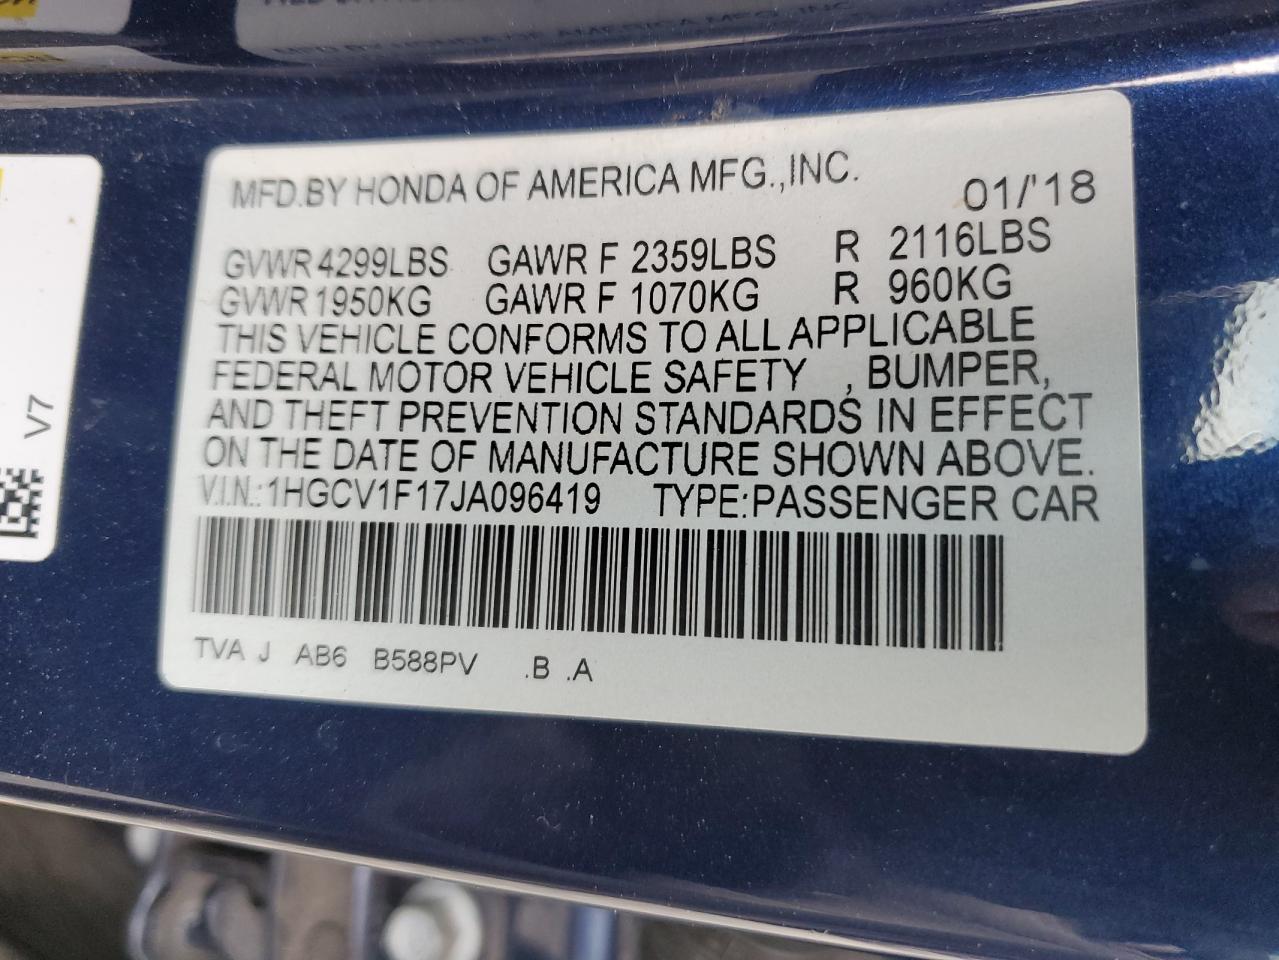 MFD.BY HONDA OF AMERICA MFG.,INC. 01/'18
GVWR 4299LBS GAWR F 2359LBS R 2116LBS
GVWR 1950KG GAWR F 1070KG R 960KG
THIS VEHICLE CONFORMS TO ALL APPLICABLE
FEDERAL MOTOR VEHICLE SAFETY , BUMPER,
AND THEFT PREVENTION STANDARDS IN EFFECT
ON THE DATE OF MANUFACTURE SHOWN ABOVE.
V.I.N.:1HGCV1F17JA096419 TYPE:PASSENGER CAR
TVA J AB6 B588PV .B .A
V7